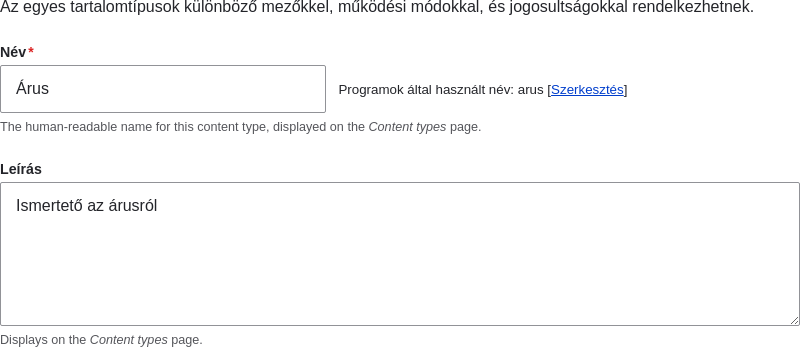 Az egyes tartalomtípusok különböző mezőkkel, működési módokkal, és jogosultságokkal rendelkezhetnek.
Név*
Árus
Programok által használt név: arus [Szerkesztés]
The human-readable name for this content type, displayed on the Content types page.
Leírás
Ismertető az árusról
Displays on the Content types page.